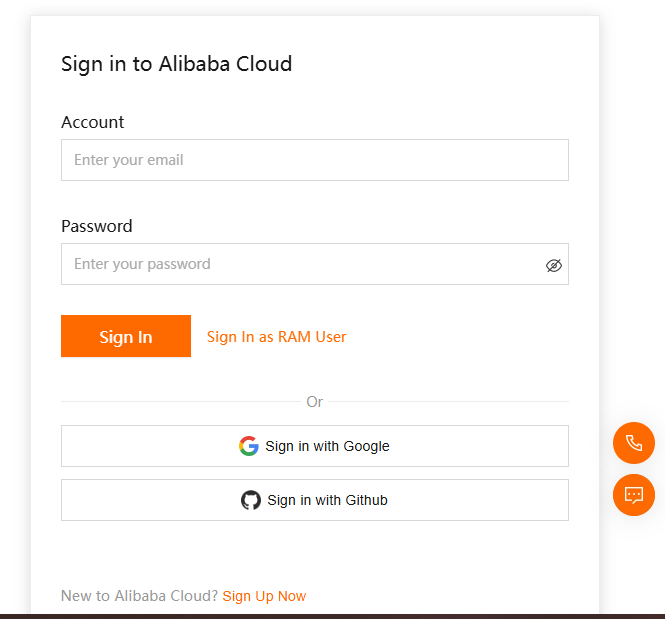 Sign in to Alibaba Cloud
Account
Enter your email
Password
Enter your password
Sign In Sign In as RAM User
Or
Sign in with Google
Sign in with Github
New to Alibaba Cloud? Sign Up Now